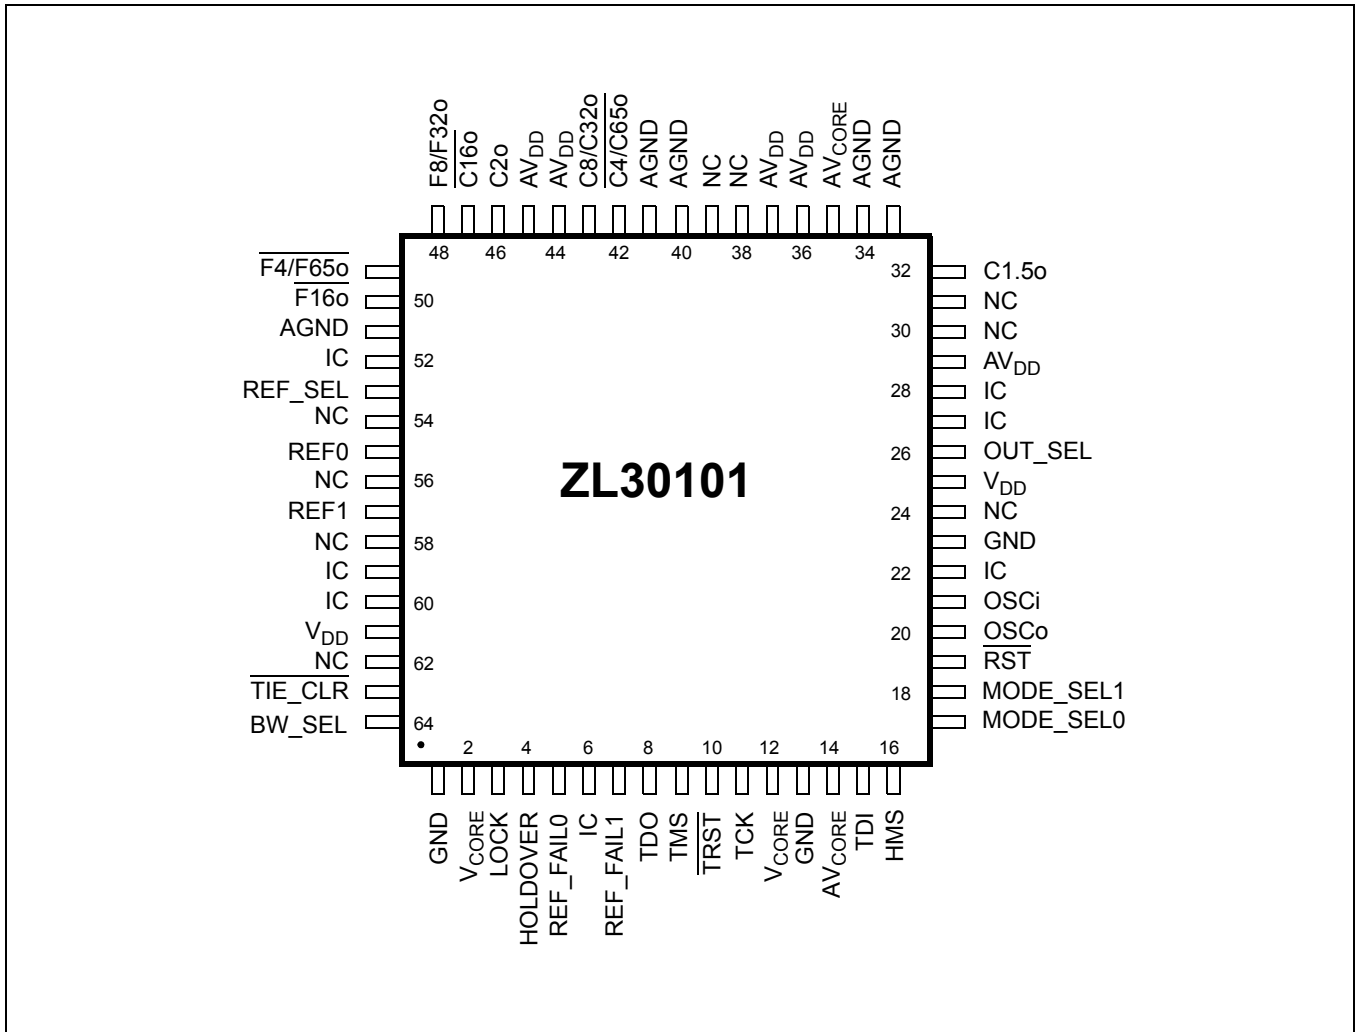 F8/F32o
C16o
C2o
AVDD
AVDD
C8/C32o
C4/C65o
AGND
AGND
NC
NC
AVDD
AVDD
AVCORE
AGND
AGND
48 46 44 42 40 38 36 34
F4/F65o
F16o 50
AGND
IC 52
REF_SEL
NC 54
REF0
NC 56
REF1
NC 58
IC
IC 60
VDD
NC 62
TIE_CLR
BW_SEL 64
ZL30101
32 C1.5o
NC
30 NC
AVDD
28 IC
IC
26 OUT_SEL
VDD
24 NC
GND
22 IC
OSCi
20 OSCo
RST
18 MODE_SEL1
MODE_SEL0
2 4 6 8 10 12 14 16
GND
VCORE
LOCK
HOLDOVER
REF_FAIL0
IC
REF_FAIL1
TDO
TMS
TRST
TCK
VCORE
GND
AVCORE
TDI
HMS